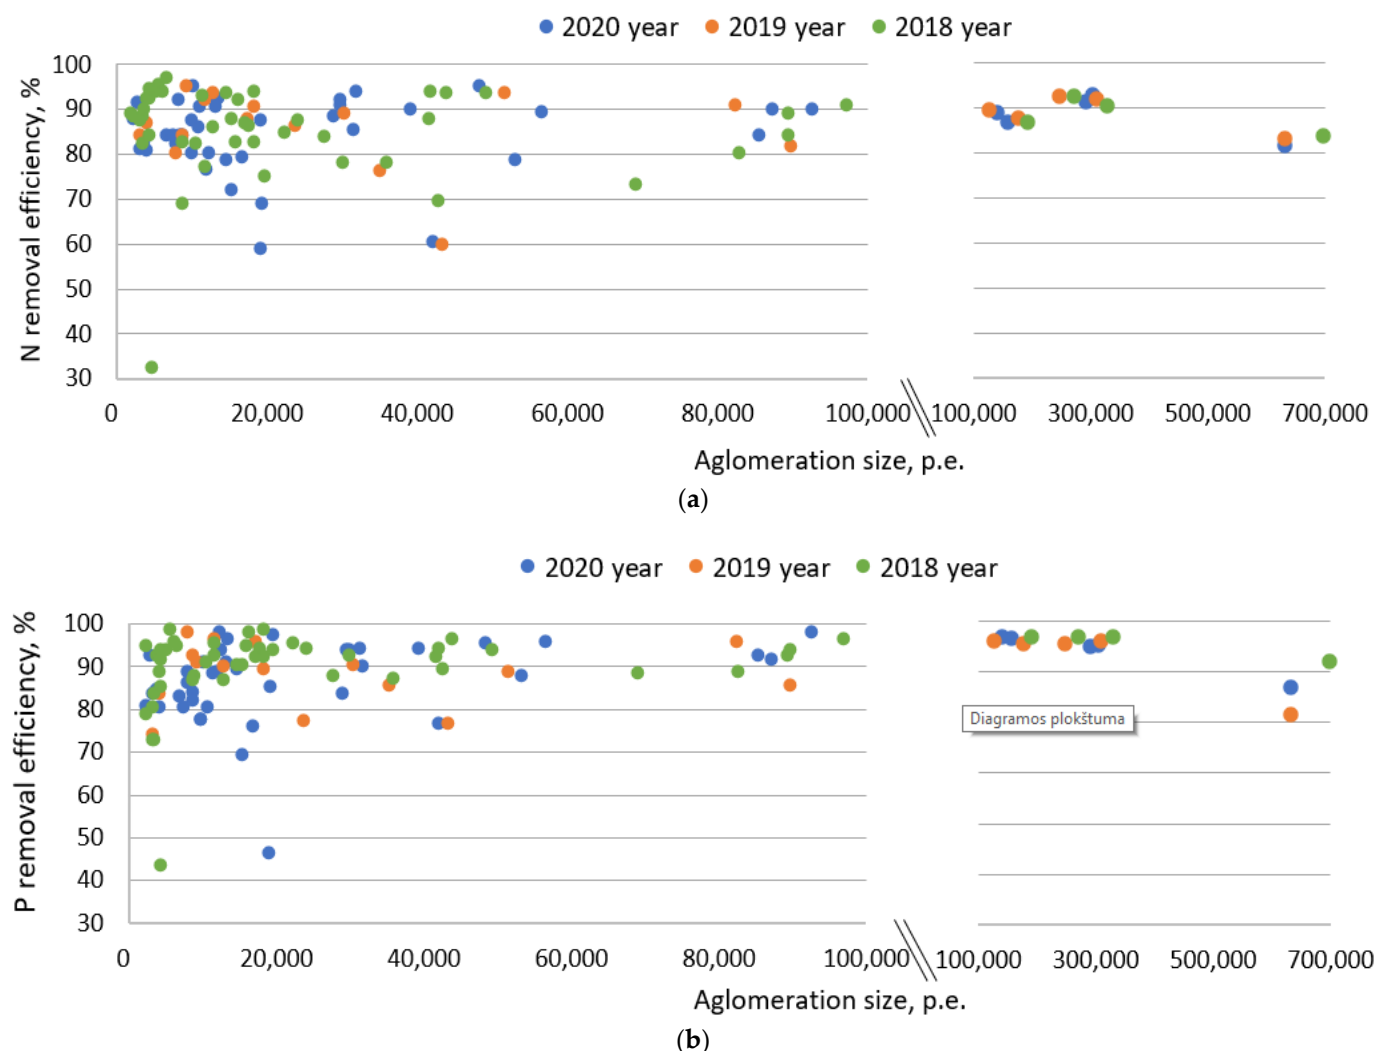 2020 year 2019 year 2018 year
N removal efficiency, %
100
90
80
70
60
50
40
30
0 20,000 40,000 60,000 80,000 100,000 100,000 300,000 500,000 700,000
Aglomeration size, p.e.
(a)
2020 year 2019 year 2018 year
P removal efficiency, %
100
90
80
70
60
50
40
30
Diagramos plokštuma
0 20,000 40,000 60,000 80,000 100,000 100,000 300,000 500,000 700,000
Aglomeration size, p.e.
(b)